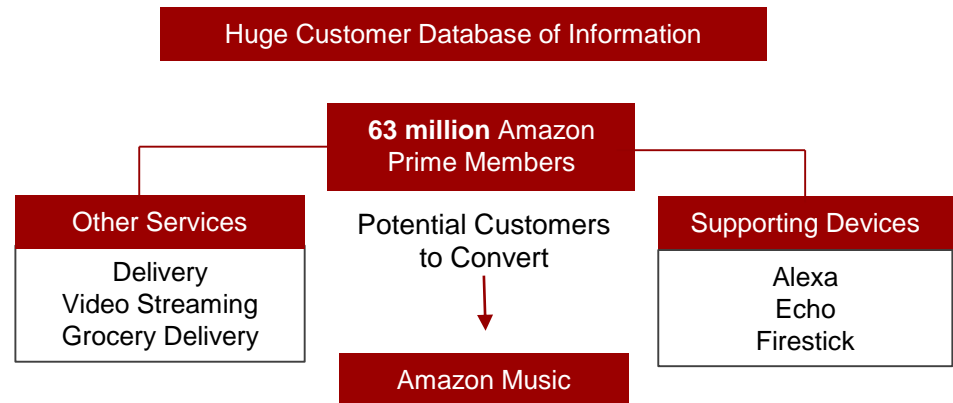 Huge Customer Database of Information
63 million Amazon
Prime Members
Other Services
Delivery
Video Streaming
Grocery Delivery
Potential Customers
to Convert
Supporting Devices
Alexa
Echo
Firestick
Amazon Music